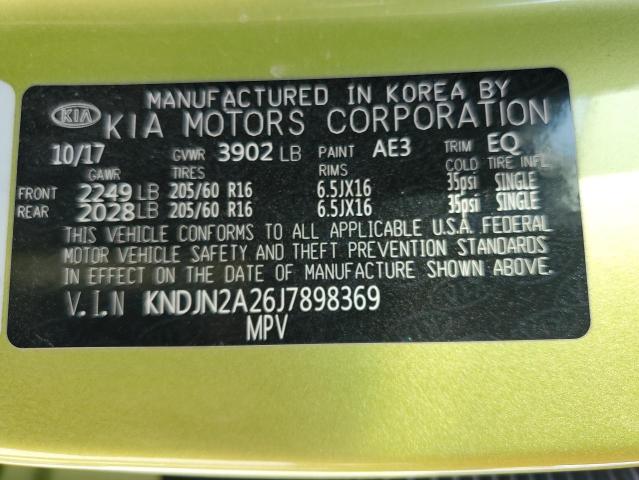 MANUFACTURED IN KOREA BY
KIA KIA MOTORS CORPORATION
10/17 GVWR 3902 LB PAINT AE3 TRIM EQ
GAWR TIRES RIMS COLD TIRE INFL.
FRONT 2249 LB 205/60 R16 6.5JX16 35psi SINGLE
REAR 2028 LB 205/60 R16 6.5JX16 35psi SINGLE
THIS VEHICLE CONFORMS TO ALL APPLICABLE U.S.A. FEDERAL
MOTOR VEHICLE SAFETY AND THEFT PREVENTION STANDARDS
IN EFFECT ON THE DATE OF MANUFACTURE SHOWN ABOVE.
V.I.N KNDJN2A26J7898369
MPV